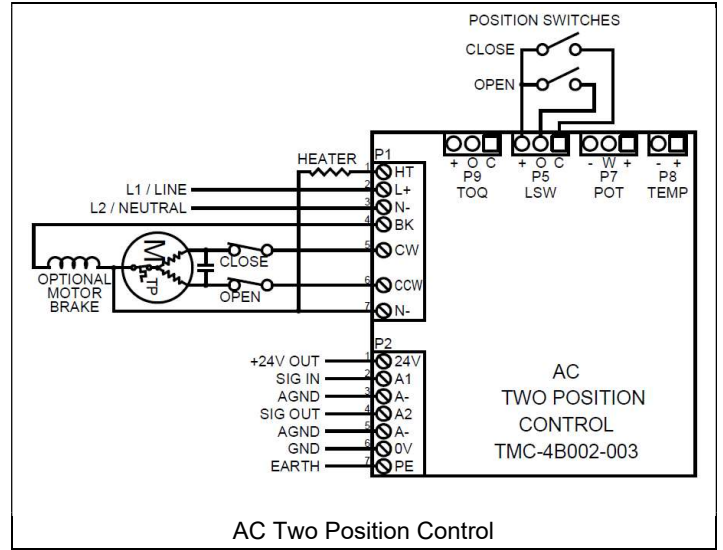 POSITION SWITCHES
CLOSE
OPEN
+ O C
P9
TOQ
+ O C
P5
LSW
- W +
P7
POT
- +
P8
TEMP
HEATER
P1
1 HT
L1 / LINE 2 L+
L2 / NEUTRAL 3 N-
4 BK
5 CW
CLOSE
6 CCW
OPEN
7 N-
M
TP
OPTIONAL
MOTOR
BRAKE
P2
+24V OUT 1 24V
SIG IN 2 A1
AGND 3 A-
SIG OUT 4 A2
AGND 5 A-
GND 6 0V
EARTH 7 PE
AC
TWO POSITION
CONTROL
TMC-4B002-003
AC Two Position Control